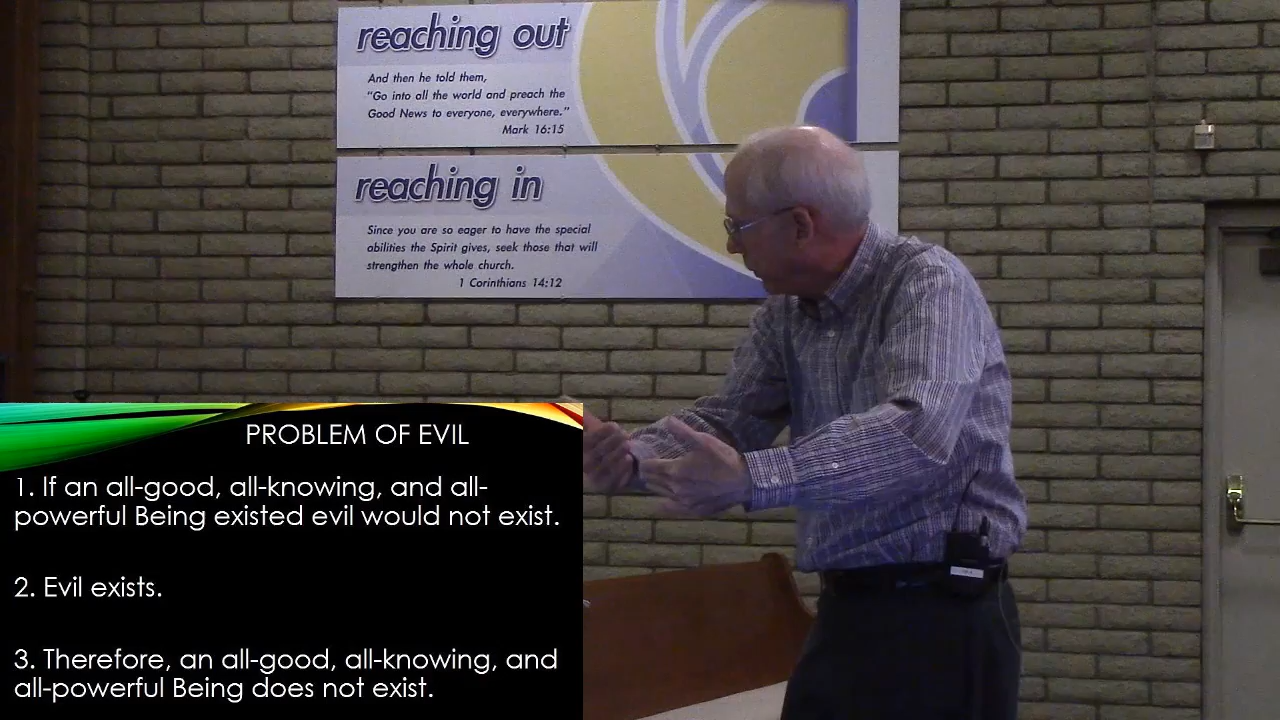 reaching out
And then he told them,
"Go into all the world and preach the
Good News to everyone, everywhere."
Mark 16:15
reaching in
Since you are so eager to have the special
abilities the Spirit gives, seek those that will
strengthen the whole church.
1 Corinthians 14:12
PROBLEM OF EVIL
1. If an all-good, all-knowing, and all-
powerful Being existed evil would not exist.
2. Evil exists.
3. Therefore, an all-good, all-knowing, and
all-powerful Being does not exist.